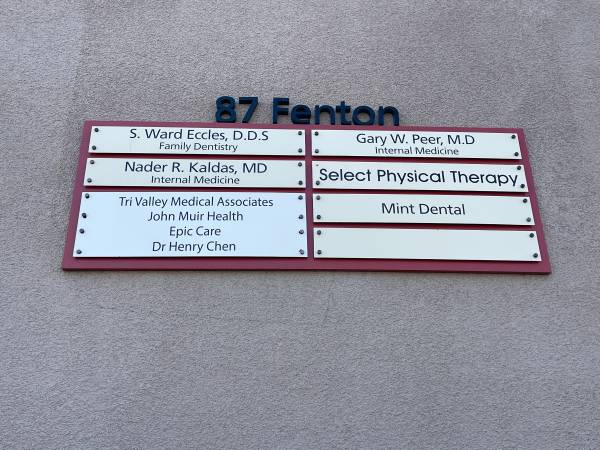 87 Fenton
S. Ward Eccles, D.D.S
Family Dentistry
Nader R. Kaldas, MD
Internal Medicine
Tri Valley Medical Associates
John Muir Health
Epic Care
Dr Henry Chen
Gary W. Peer, M.D
Internal Medicine
Select Physical Therapy
Mint Dental